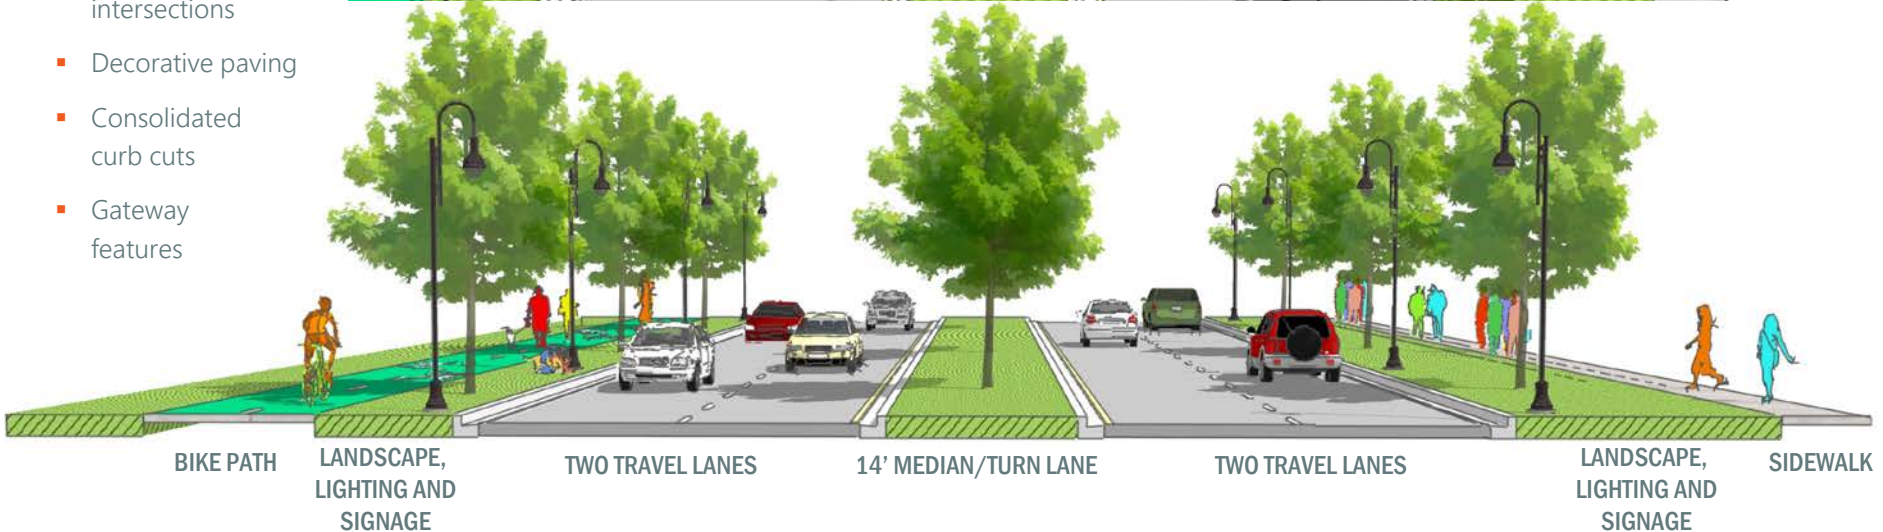 intersections
▪ Decorative paving
▪ Consolidated
curb cuts
▪ Gateway
features
BIKE PATH
LANDSCAPE,
LIGHTING AND
SIGNAGE
TWO TRAVEL LANES
14’ MEDIAN/TURN LANE
TWO TRAVEL LANES
LANDSCAPE,
LIGHTING AND
SIGNAGE
SIDEWALK